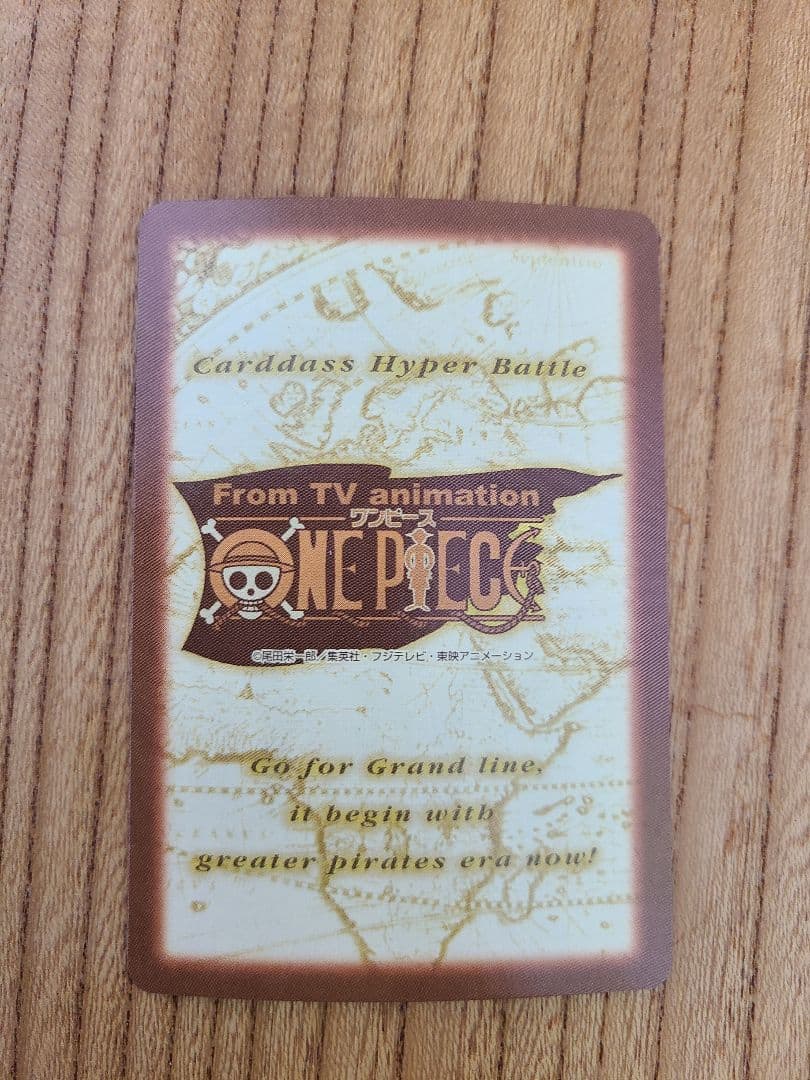 Septentrio
Carddass Hyper Battle
From TV animation
ワンピース
ONE PIECE
©尾田栄一郎/集英社・フジテレビ・東映アニメーション
Go for Grand line,
it begin with
greater pirates era now!